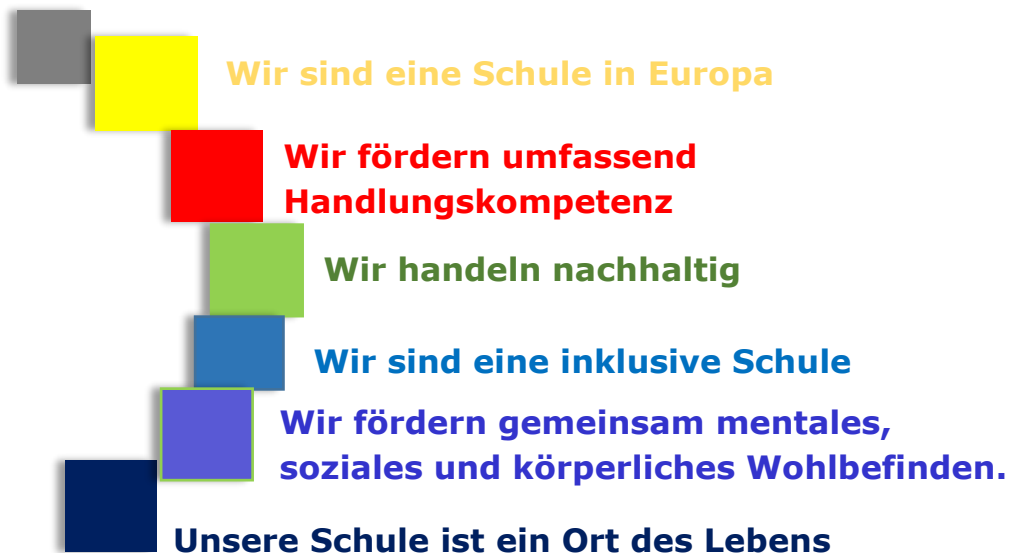 Wir sind eine Schule in Europa
Wir fördern umfassend
Handlungskompetenz
Wir handeln nachhaltig
Wir sind eine inklusive Schule
Wir fördern gemeinsam mentales,
soziales und körperliches Wohlbefinden.
Unsere Schule ist ein Ort des Lebens